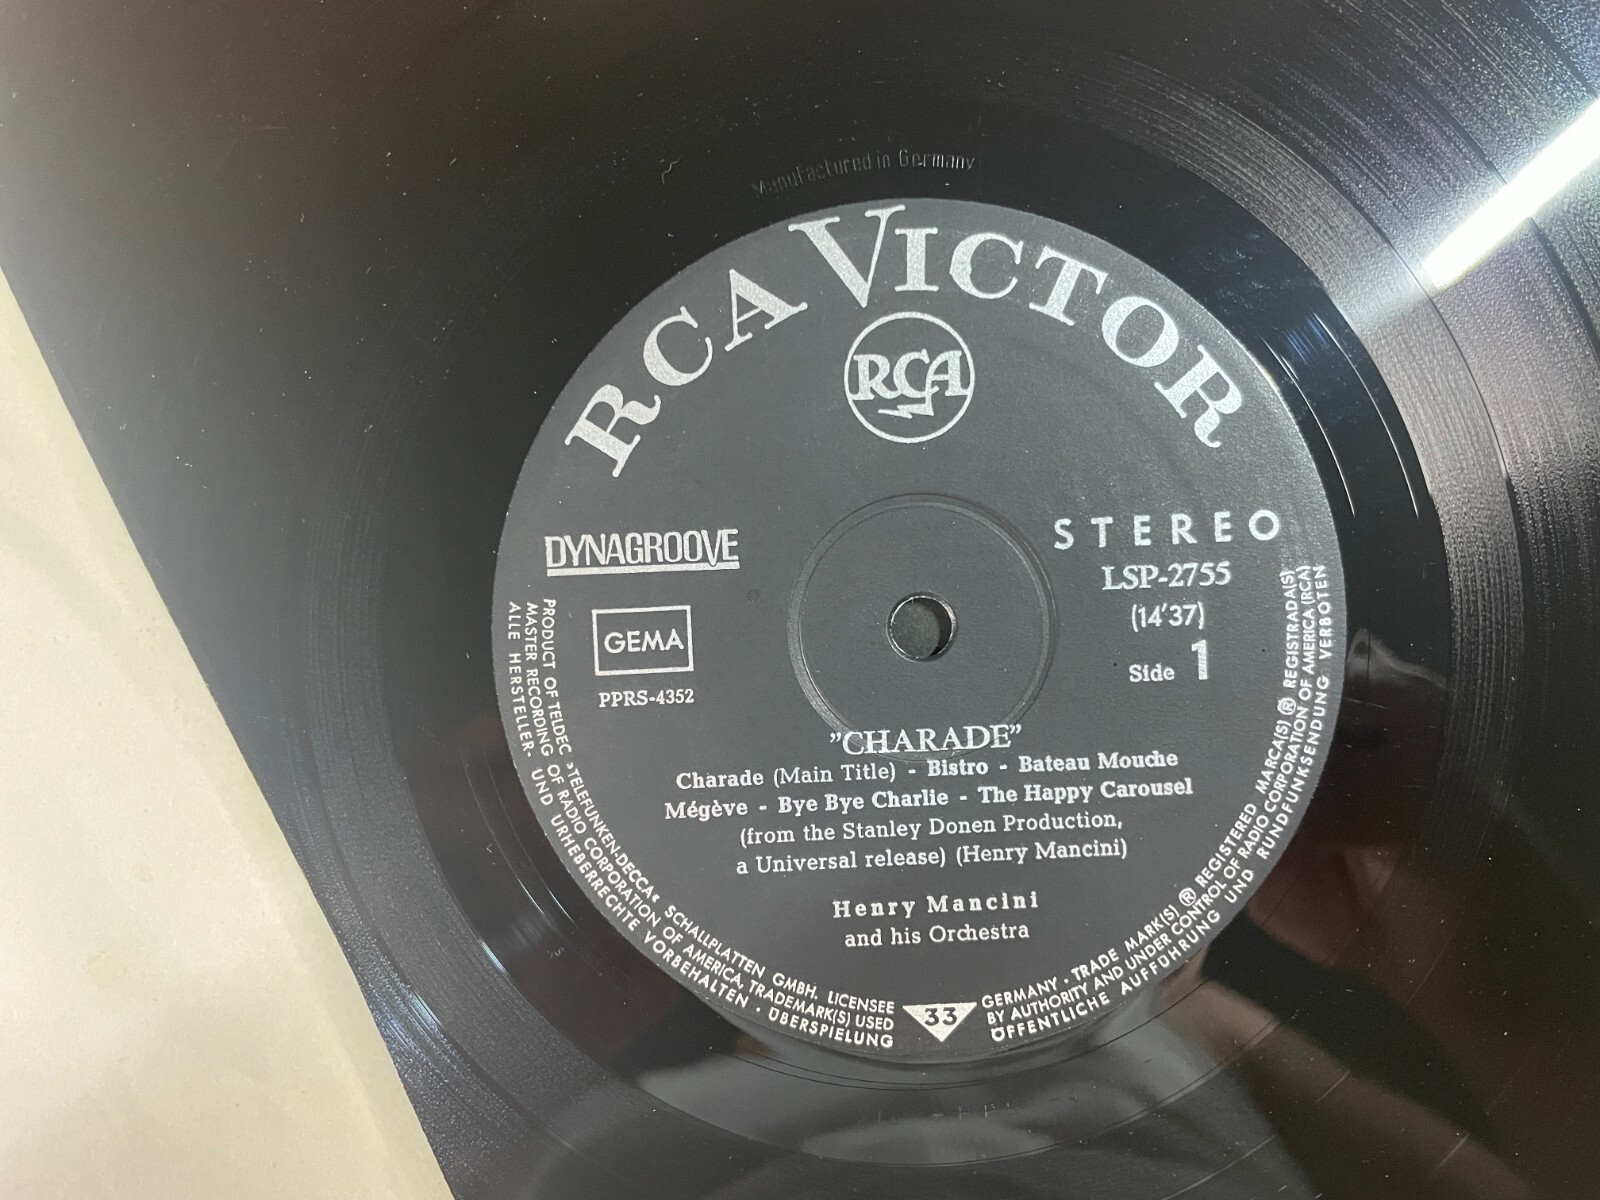 Manufactured in Germany
RCA VICTOR
RCA
DYNAGROOVE
STEREO
LSP-2755
(14'37)
Side 1
GEMA
PPRS-4352
”CHARADE”
Charade (Main Title) - Bistro - Bateau Mouche
Mégève - Bye Bye Charlie - The Happy Carousel
(from the Stanley Donen Production,
a Universal release) (Henry Mancini)
Henry Mancini
and his Orchestra
33
PRODUCT OF TELDEC »TELEFUNKEN-DECCA« SCHALLPLATTEN GMBH. LICENSEE GERMANY · TRADE MARK(S) ® REGISTERED MARCA(S) ® REGISTRADA(S)
MASTER RECORDING OF RADIO CORPORATION OF AMERICA, TRADEMARK(S) USED BY AUTHORITY AND UNDER CONTROL OF RADIO CORPORATION OF AMERICA (RCA)
ALLE HERSTELLER- UND URHEBERRECHTE VORBEHALTEN · ÜBERSPIELUNG ÖFFENTLICHE AUFFÜHRUNG UND RUNDFUNKSENDUNG VERBOTEN